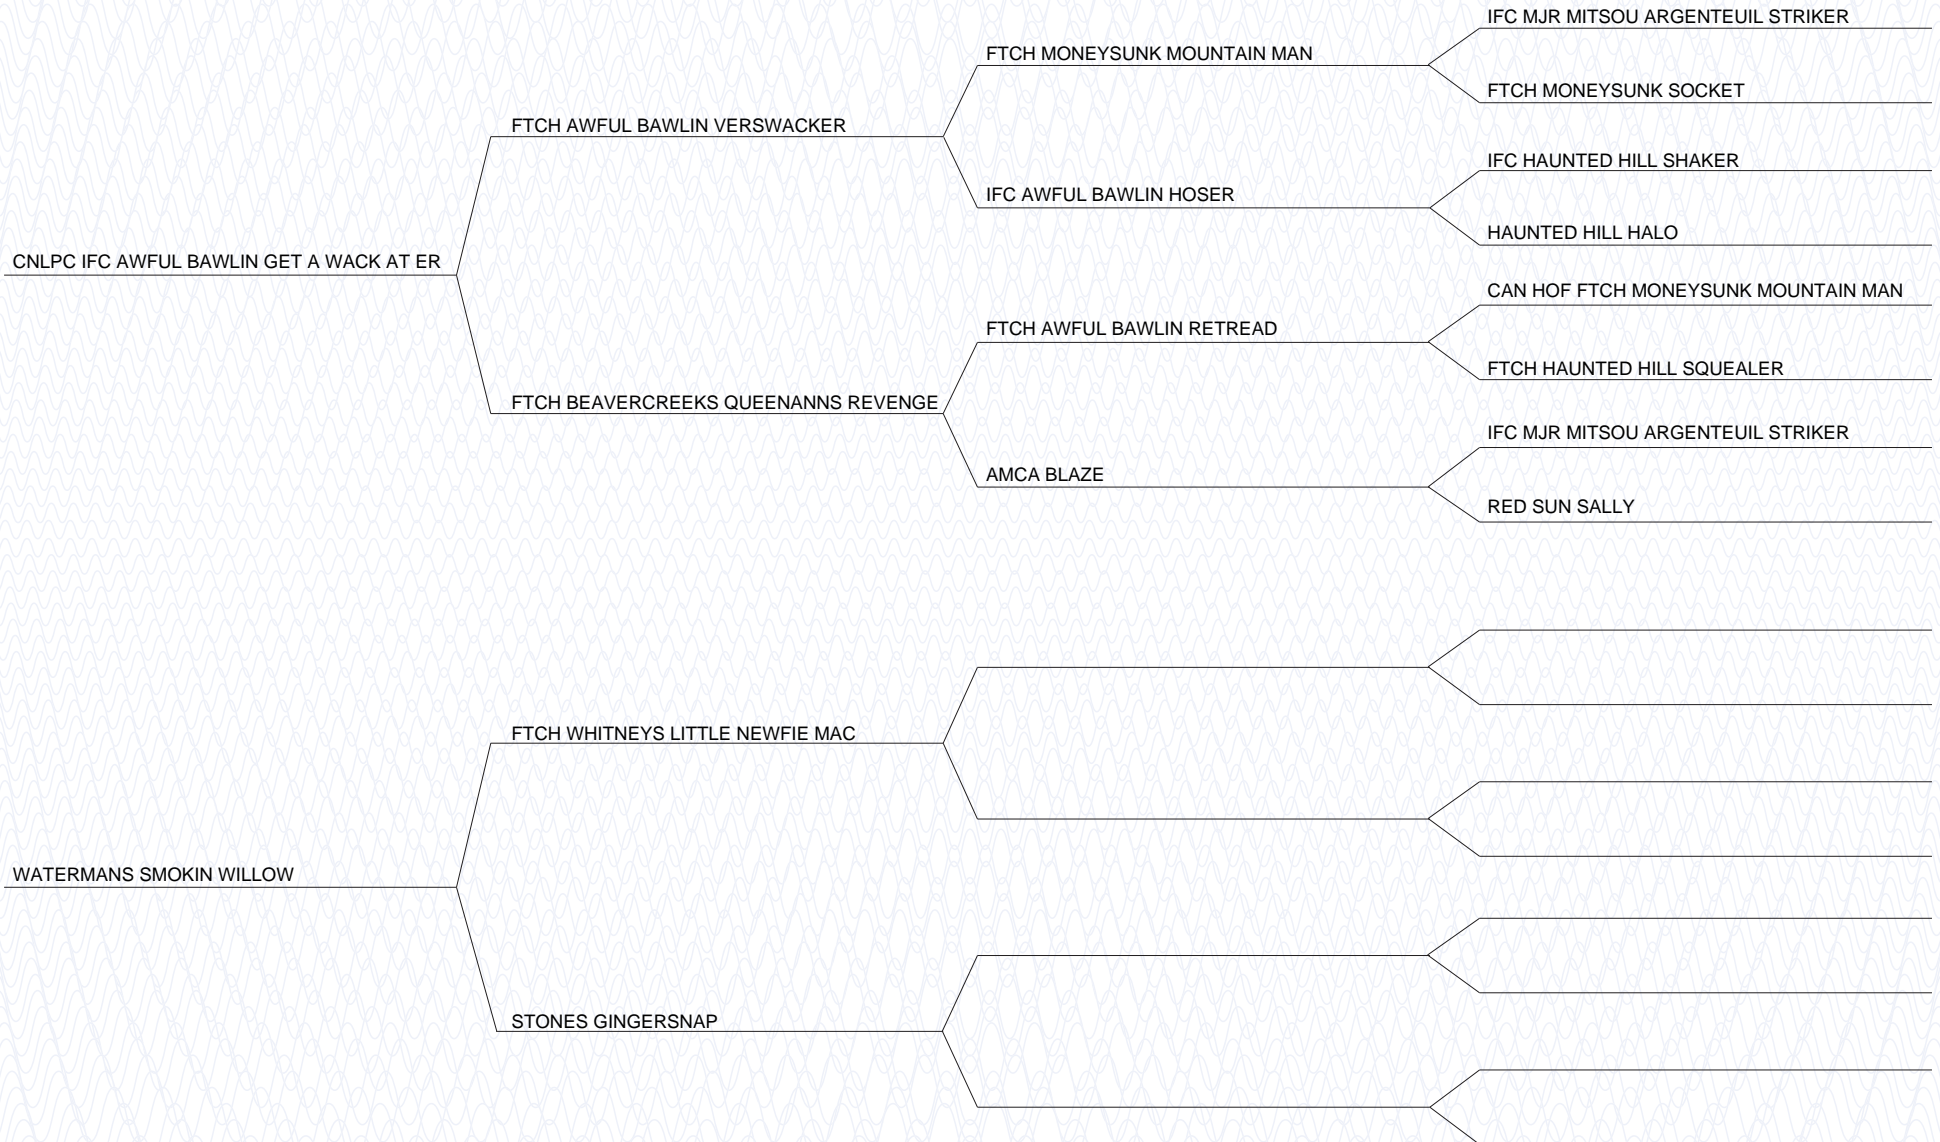 IFC MJR MITSOU ARGENTEUIL STRIKER
FTCH MONEYSUNK MOUNTAIN MAN
FTCH MONEYSUNK SOCKET
FTCH AWFUL BAWLIN VERSWACKER
IFC HAUNTED HILL SHAKER
IFC AWFUL BAWLIN HOSER
HAUNTED HILL HALO
CNLPC IFC AWFUL BAWLIN GET A WACK AT ER
CAN HOF FTCH MONEYSUNK MOUNTAIN MAN
FTCH AWFUL BAWLIN RETREAD
FTCH HAUNTED HILL SQUEALER
FTCH BEAVERCREEKS QUEENANNS REVENGE
IFC MJR MITSOU ARGENTEUIL STRIKER
AMCA BLAZE
RED SUN SALLY
FTCH WHITNEYS LITTLE NEWFIE MAC
WATERMANS SMOKIN WILLOW
STONES GINGERSNAP